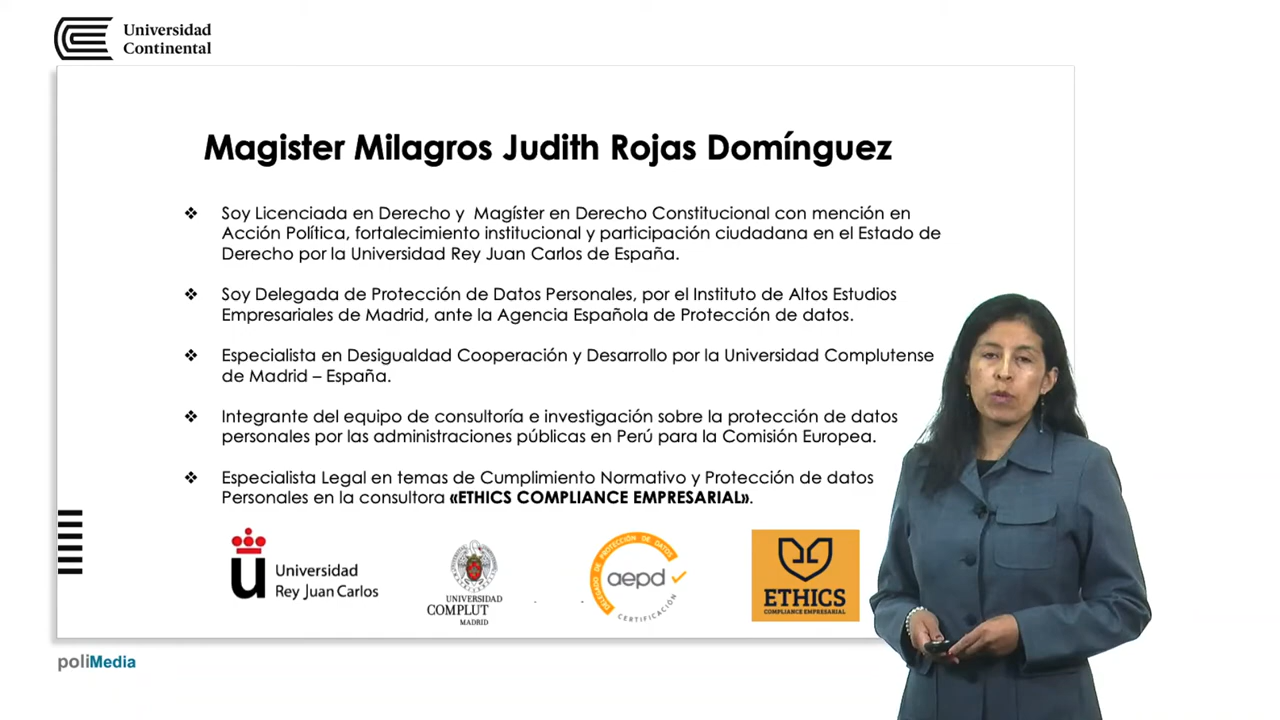 Universidad
Continental
Magister Milagros Judith Rojas Domínguez
Soy Licenciada en Derecho y Magíster en Derecho Constitucional con mención en
Acción Política, fortalecimiento institucional y participación ciudadana en el Estado de
Derecho por la Universidad Rey Juan Carlos de España.
Soy Delegada de Protección de Datos Personales, por el Instituto de Altos Estudios
Empresariales de Madrid, ante la Agencia Española de Protección de datos.
Especialista en Desigualdad Cooperación y Desarrollo por la Universidad Complutense
de Madrid – España.
Integrante del equipo de consultoría e investigación sobre la protección de datos
personales por las administraciones públicas en Perú para la Comisión Europea.
Especialista Legal en temas de Cumplimiento Normativo y Protección de datos
Personales en la consultora «ETHICS COMPLIANCE EMPRESARIAL».
u
Universidad
Rey Juan Carlos
UNIVERSIDAD
COMPLUT
MADRID
DELEGADO DE PROTECCIÓN DE DATOS
aepd
CERTIFICACIÓN
ETHICS
COMPLIANCE EMPRESARIAL
poliMedia